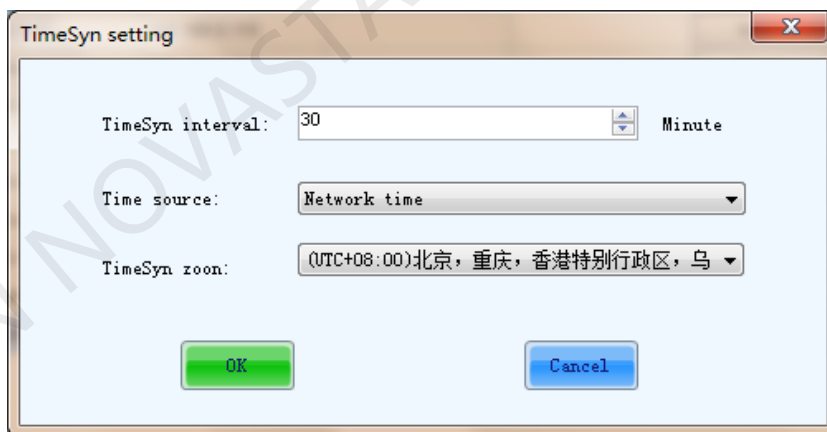 TimeSyn setting
TimeSyn interval: 30 Minute
Time source: Network time
TimeSyn zoon: (UTC+08:00)北京，重庆，香港特别行政区，乌
OK Cancel
NOVASTA